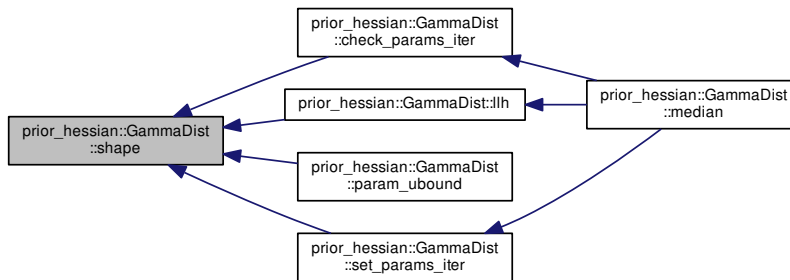 prior_hessian::GammaDist
::shape
prior_hessian::GammaDist
::check_params_iter
prior_hessian::GammaDist::llh
prior_hessian::GammaDist
::param_ubound
prior_hessian::GammaDist
::set_params_iter
prior_hessian::GammaDist
::median